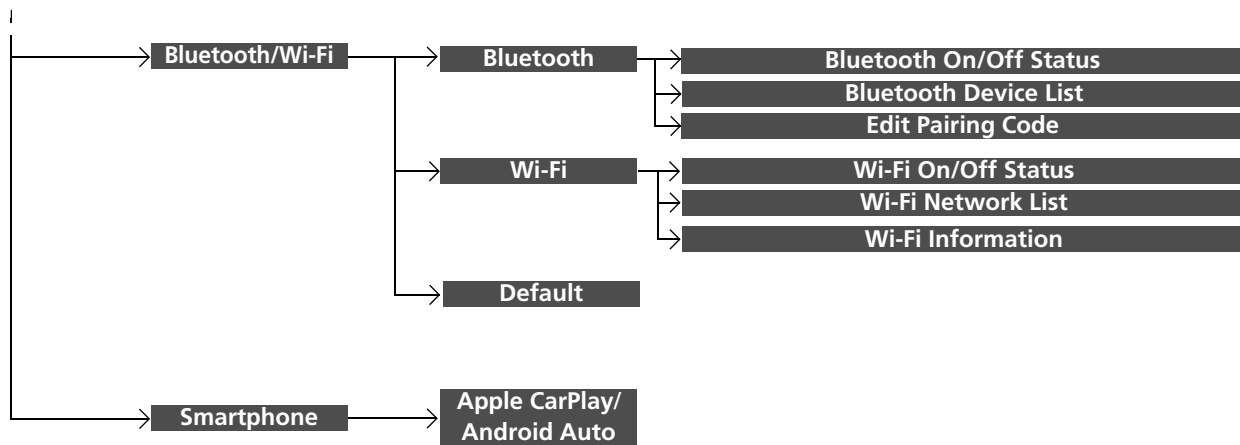 Bluetooth/Wi-Fi
Bluetooth
Bluetooth On/Off Status
Bluetooth Device List
Edit Pairing Code
Wi-Fi
Wi-Fi On/Off Status
Wi-Fi Network List
Wi-Fi Information
Default
Smartphone
Apple CarPlay/
Android Auto